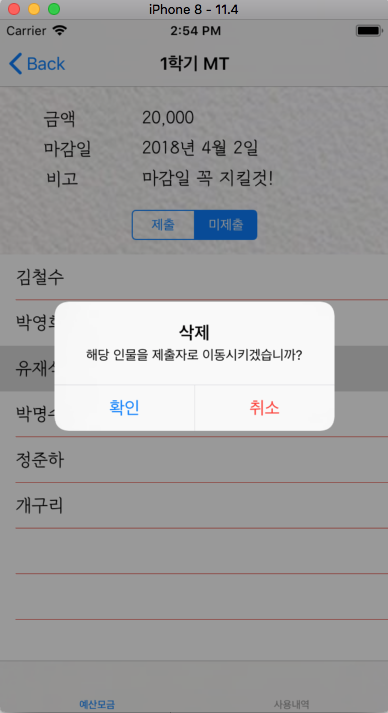 iPhone 8 - 11.4
Carrier 2:54 PM
Back 1학기 MT
금액 20,000
마감일 2018년 4월 2일
비고 마감일 꼭 지킬것!
제출 미제출
김철수
박영
삭제
해당 인물을 제출자로 이동시키겠습니까?
유재
확인 취소
박명
정준하
개구리
예산모금 사용내역